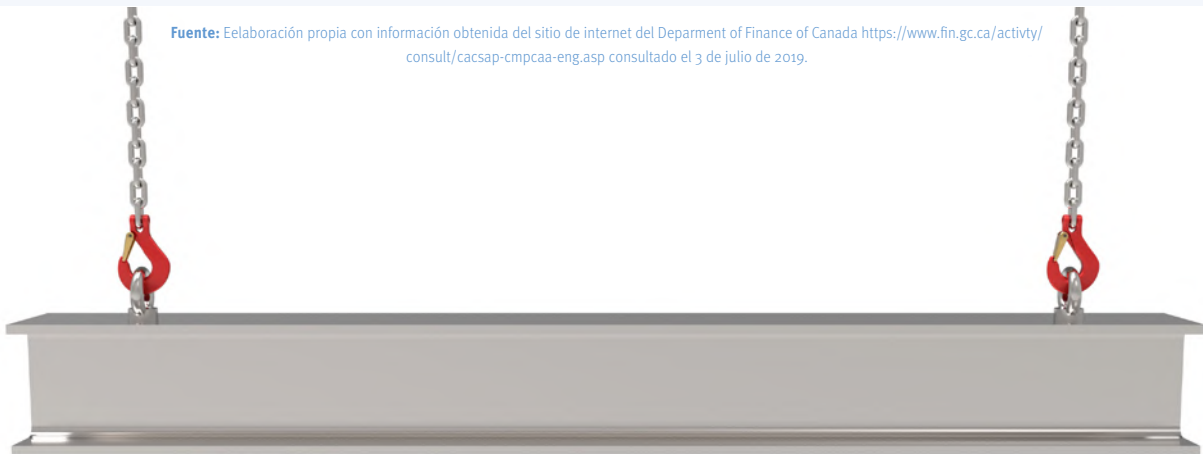 Fuente: Eelaboración propia con información obtenida del sitio de internet del Deparment of Finance of Canada https://www.fin.gc.ca/activty/
consult/cacsap-cmpcaa-eng.asp consultado el 3 de julio de 2019.